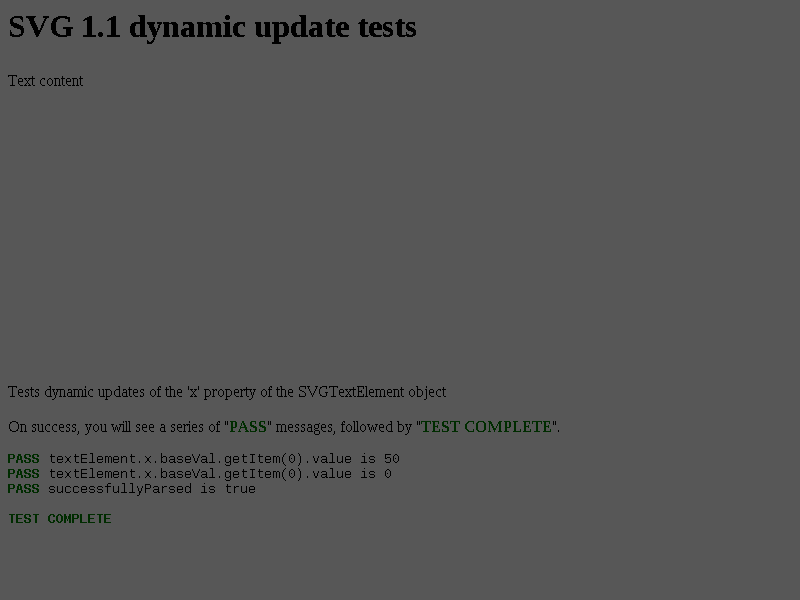 SVG 1.1 dynamic update tests
Text content
Tests dynamic updates of the 'x' property of the SVGTextElement object
On success, you will see a series of "PASS" messages, followed by "TEST COMPLETE".
PASS textElement.x.baseVal.getItem(0).value is 50
PASS textElement.x.baseVal.getItem(0).value is 0
PASS successfullyParsed is true
TEST COMPLETE